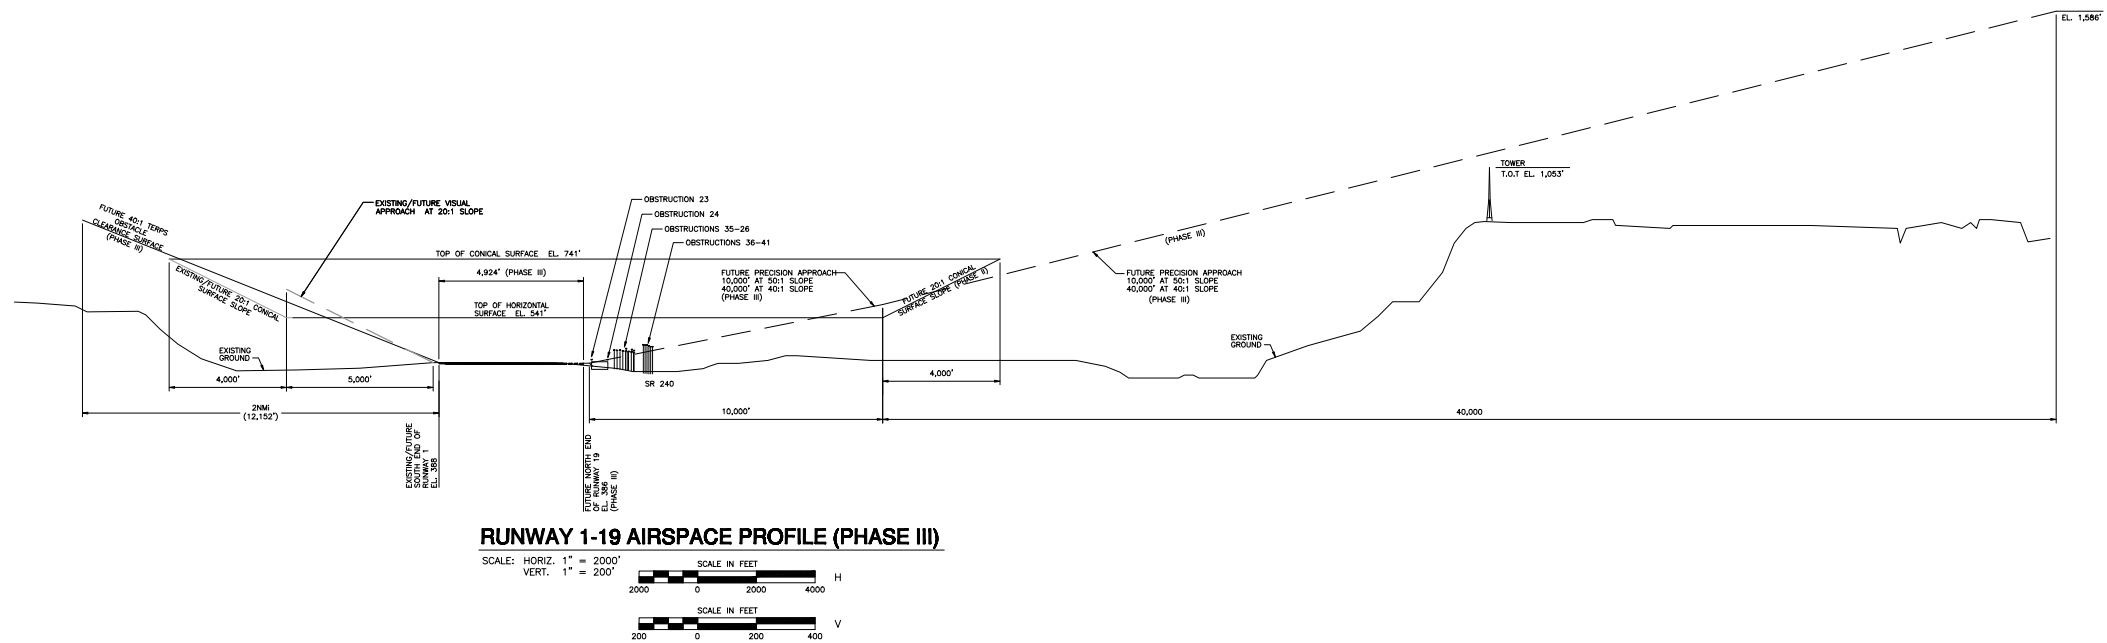 EL. 1,586'
TOWER
T.O.T EL. 1,053'
OBSTRUCTION 23
OBSTRUCTION 24
OBSTRUCTIONS 35-26
OBSTRUCTIONS 36-41
EXISTING/FUTURE VISUAL
APPROACH AT 20:1 SLOPE
FUTURE 40:1 TERPS
OBSTACLE
CLEARANCE SURFACE
(PHASE III)
TOP OF CONICAL SURFACE EL. 741'
4,924' (PHASE III)
EXISTING/FUTURE 20:1 CONICAL
SURFACE SLOPE
TOP OF HORIZONTAL
SURFACE EL. 541'
FUTURE PRECISION APPROACH
10,000' AT 50:1 SLOPE
40,000' AT 40:1 SLOPE
(PHASE III)
FUTURE 20:1 CONICAL
SURFACE SLOPE (PHASE II)
(PHASE III)
FUTURE PRECISION APPROACH
10,000' AT 50:1 SLOPE
40,000' AT 40:1 SLOPE
(PHASE III)
EXISTING
GROUND
EXISTING
GROUND
4,000'
5,000'
SR 240
4,000'
2NMi
(12,152')
10,000'
40,000
EXISTING/FUTURE
SOUTH END OF
RUNWAY 1
EL. 388
FUTURE NORTH END
OF RUNWAY 19
EL. 386
(PHASE III)
RUNWAY 1-19 AIRSPACE PROFILE (PHASE III)
SCALE: HORIZ. 1" = 2000'
VERT. 1" = 200'
SCALE IN FEET
H
2000 0 2000 4000
SCALE IN FEET
V
200 0 200 400